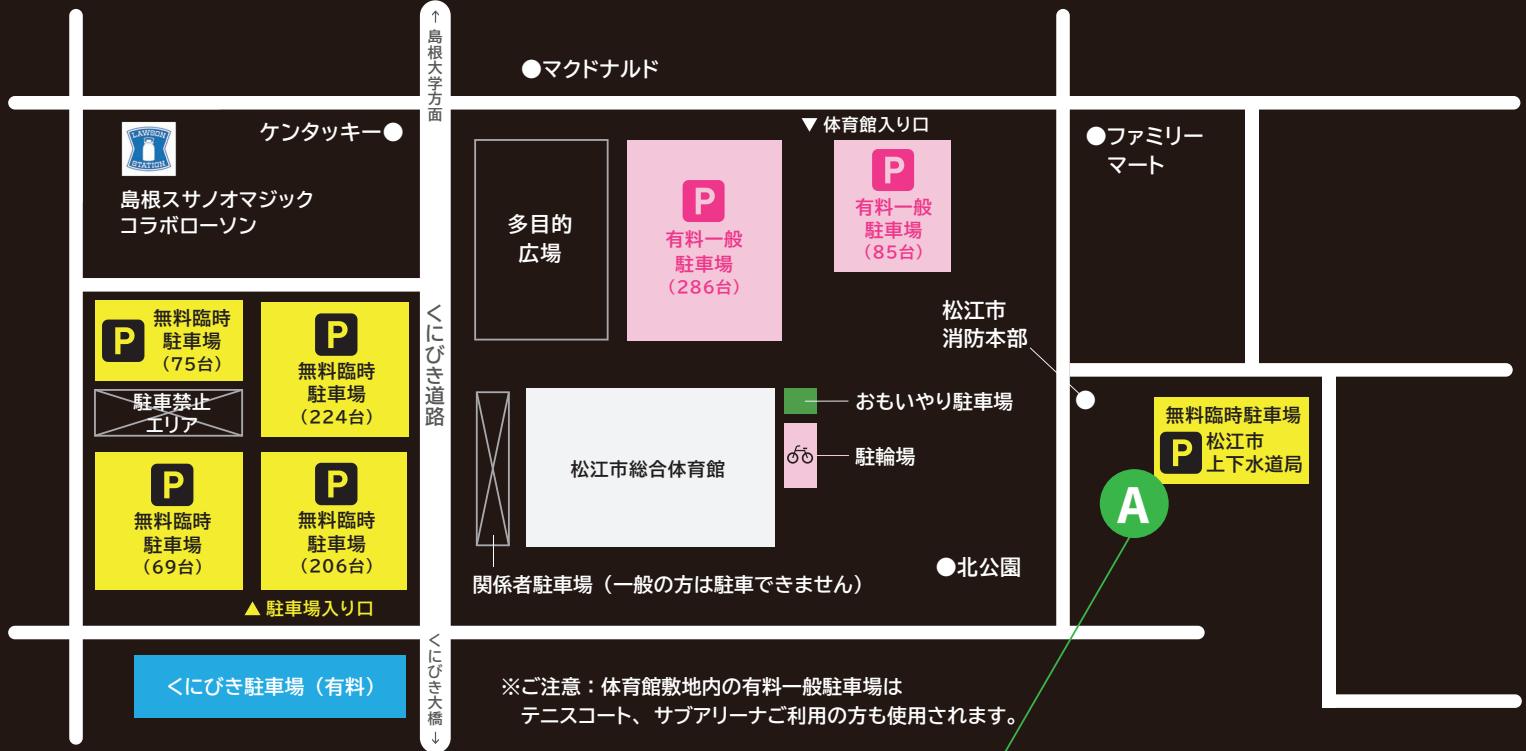 ↑島根大学方面
●マクドナルド
ケンタッキー●
LAWSON
STATION
島根スサノオマジック
コラボローソン
▼ 体育館入り口
●ファミリー
マート
多目的
広場
P
有料一般
駐車場
（286台）
P
有料一般
駐車場
（85台）
くにびき道路
松江市
消防本部
P
無料臨時
駐車場
（75台）
P
無料臨時
駐車場
（224台）
駐車禁止
エリア
P
無料臨時
駐車場
（69台）
P
無料臨時
駐車場
（206台）
▲ 駐車場入り口
松江市総合体育館
おもいやり駐車場
駐輪場
関係者駐車場（一般の方は駐車できません）
●北公園
無料臨時駐車場
P
松江市
上下水道局
A
くにびき駐車場（有料）
くにびき大橋↓
※ご注意：体育館敷地内の有料一般駐車場は
テニスコート、サブアリーナご利用の方も使用されます。